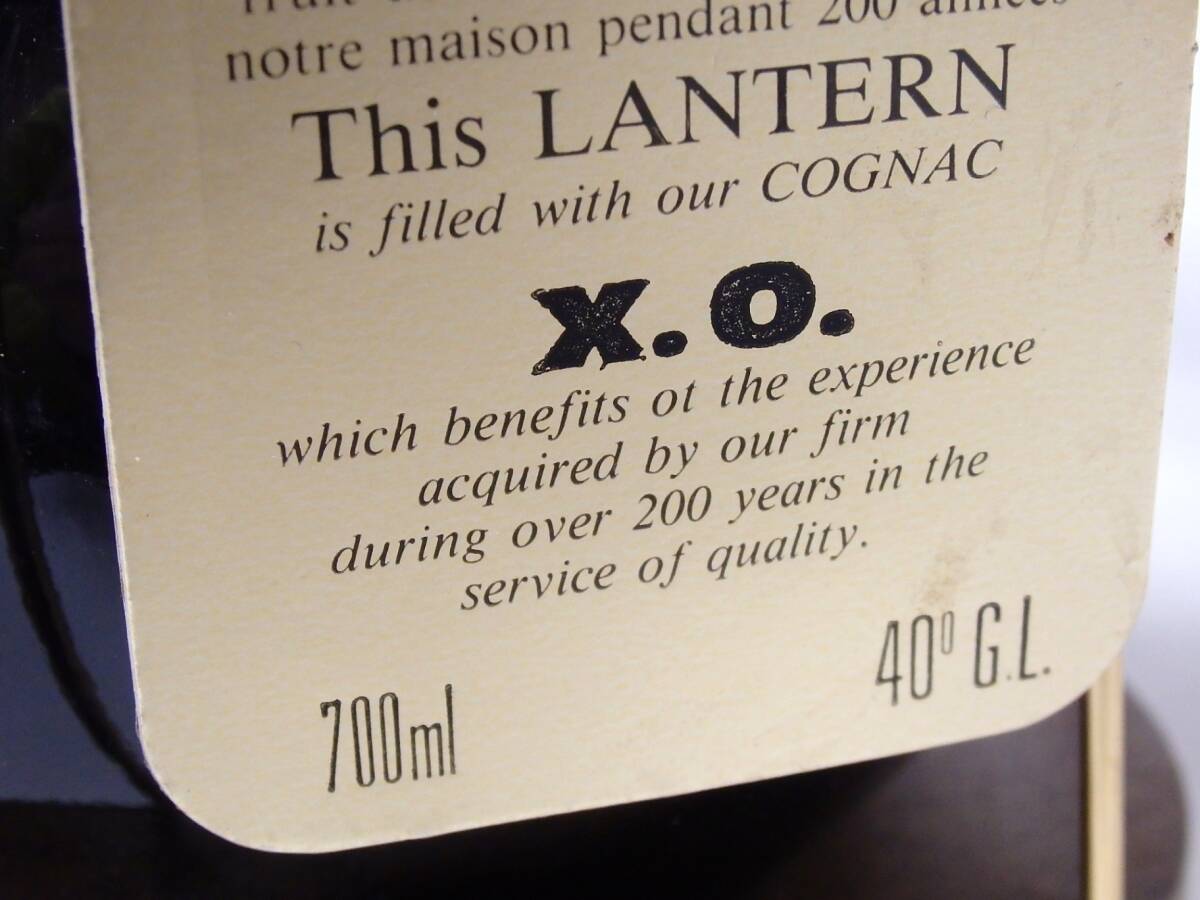 notre maison pendant 200 années
This LANTERN
is filled with our COGNAC
X.O.
which benefits ot the experience
acquired by our firm
during over 200 years in the
service of quality.
40⁰ G.L.
700ml